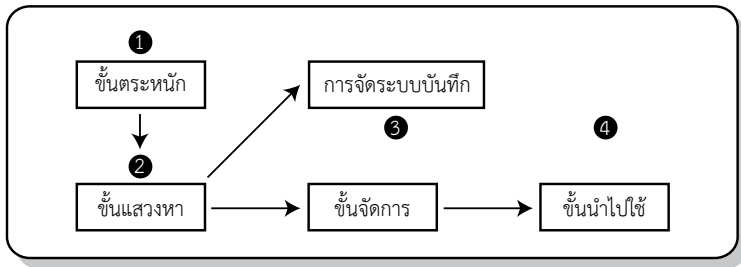 ❶
ขั้นตระหนัก
การจัดระบบบันทึก
❷
❸
❹
ขั้นแสวงหา
ขั้นจัดการ
ขั้นนำไปใช้